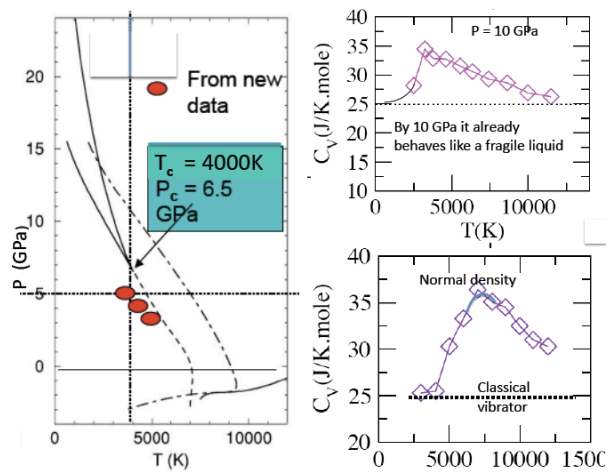 20
15
10
5
0
P (GPa)
0
5000
10000
T (K)
From new
data
T_c = 4000K
P_c = 6.5
GPa
40
35
30
25
20
15
10
C_V(J/K.mole)
P = 10 GPa
By 10 GPa it already
behaves like a fragile liquid
0
5000
10000
T(K)
40
35
30
25
20
C_V(J/K.mole)
Normal density
Classical
vibrator
0
5000
10000
1500